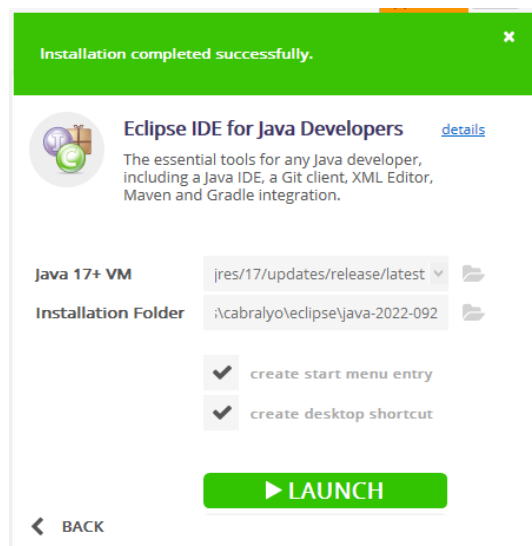 Installation completed successfully.
Eclipse IDE for Java Developers
details
The essential tools for any Java developer,
including a Java IDE, a Git client, XML Editor,
Maven and Gradle integration.
Java 17+ VM
jres/17/updates/release/latest
Installation Folder
s\cabralyo\eclipse\java-2022-092
create start menu entry
create desktop shortcut
LAUNCH
BACK